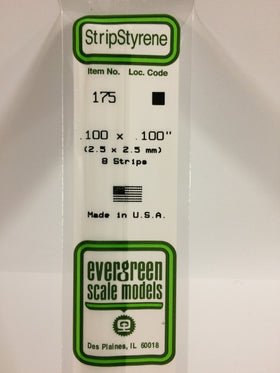 StripStyrene
Item No. Loc. Code
175
.100 x .100"
(2.5 x 2.5 mm)
8 Strips
Made in U.S.A.
evergreen
scale models
Des Plaines, IL 60018